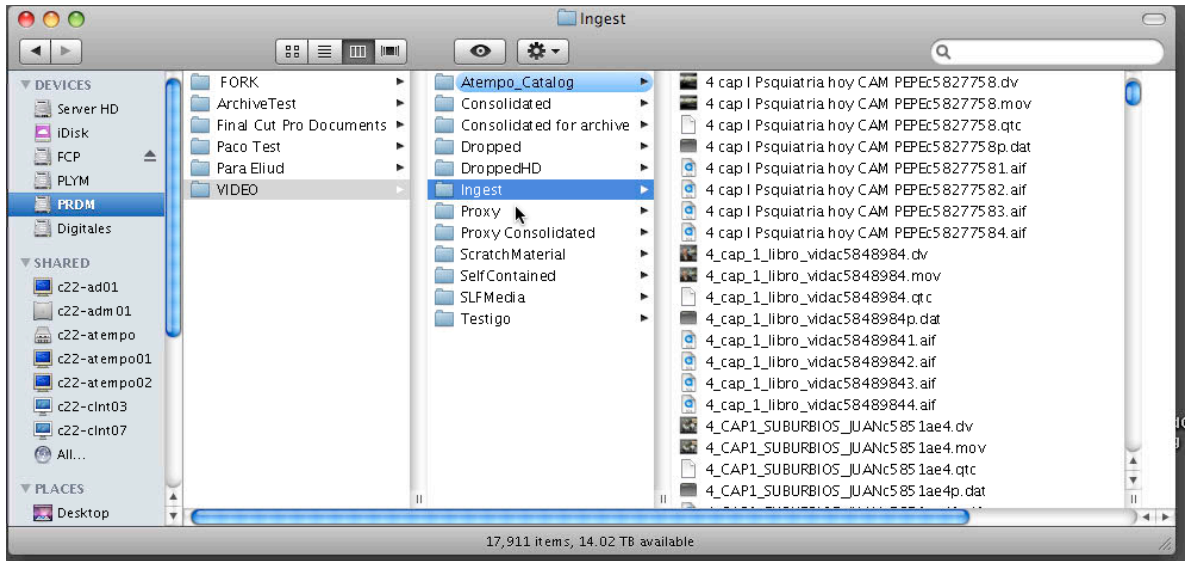 Ingest
DEVICES
Server HD
iDisk
FCP
PLYM
PRDM
Digitales
SHARED
c22-ad01
c22-adm01
c22-atempo
c22-atempo01
c22-atempo02
c22-clnt03
c22-clnt07
All...
PLACES
Desktop
FORK
ArchiveTest
Final Cut Pro Documents
Paco Test
Para Eliud
VIDEO
Atempo_Catalog
Consolidated
Consolidated for archive
Dropped
DroppedHD
Ingest
Proxy
Proxy Consolidated
ScratchMaterial
SelfContained
SLFMedia
Testigo
4 cap I Psquiatria hoy CAM PEPEc5827758.dv
4 cap I Psquiatria hoy CAM PEPEc5827758.mov
4 cap I Psquiatria hoy CAM PEPEc5827758.qtc
4 cap I Psquiatria hoy CAM PEPEc5827758p.dat
4 cap I Psquiatria hoy CAM PEPEc58277581.aif
4 cap I Psquiatria hoy CAM PEPEc58277582.aif
4 cap I Psquiatria hoy CAM PEPEc58277583.aif
4 cap I Psquiatria hoy CAM PEPEc58277584.aif
4_cap_1_libro_vidac5848984.dv
4_cap_1_libro_vidac5848984.mov
4_cap_1_libro_vidac5848984.qtc
4_cap_1_libro_vidac5848984p.dat
4_cap_1_libro_vidac58489841.aif
4_cap_1_libro_vidac58489842.aif
4_cap_1_libro_vidac58489843.aif
4_cap_1_libro_vidac58489844.aif
4_CAP1_SUBURBIOS_JUANc5851ae4.dv
4_CAP1_SUBURBIOS_JUANc5851ae4.mov
4_CAP1_SUBURBIOS_JUANc5851ae4.qtc
4_CAP1_SUBURBIOS_JUANc5851ae4p.dat
17,911 items, 14.02 TB available